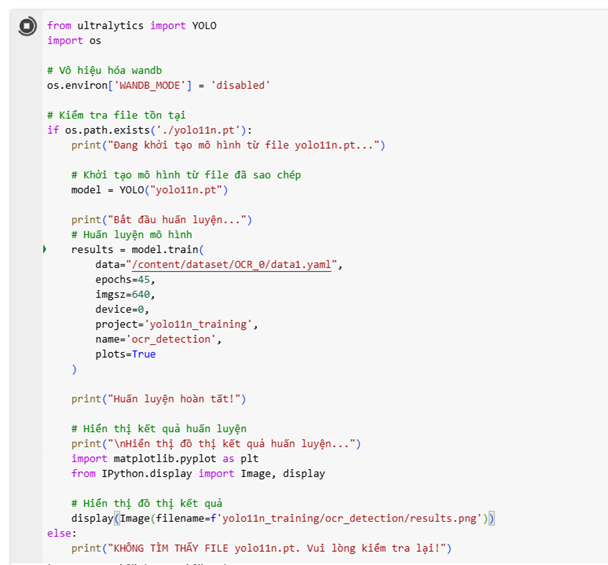 from ultralytics import YOLO
import os
# Vô hiệu hóa wandb
os.environ['WANDB_MODE'] = 'disabled'
# Kiểm tra file tồn tại
if os.path.exists('./yolo11n.pt'):
    print("Đang khởi tạo mô hình từ file yolo11n.pt...")
    # Khởi tạo mô hình từ file đã sao chép
    model = YOLO("yolo11n.pt")
    print("Bắt đầu huấn luyện...")
    # Huấn luyện mô hình
    results = model.train(
        data="/content/dataset/OCR_0/data1.yaml",
        epochs=45,
        imgsz=640,
        device=0,
        project='yolo11n_training',
        name='ocr_detection',
        plots=True
    )
    print("Huấn luyện hoàn tất!")
    # Hiển thị kết quả huấn luyện
    print("\nHiển thị đồ thị kết quả huấn luyện...")
    import matplotlib.pyplot as plt
    from IPython.display import Image, display
    # Hiển thị đồ thị kết quả
    display(Image(filename=f'yolo11n_training/ocr_detection/results.png'))
else:
    print("KHÔNG TÌM THẤY FILE yolo11n.pt. Vui lòng kiểm tra lại!")